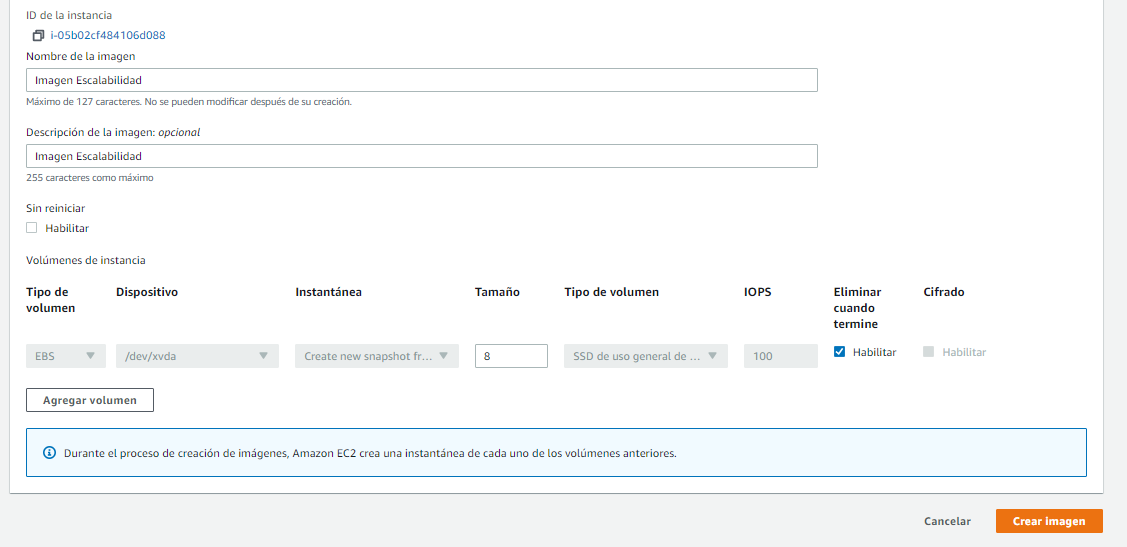 ID de la instancia
i-05b02cf484106d088
Nombre de la imagen
Imagen Escalabilidad
Máximo de 127 caracteres. No se pueden modificar después de su creación.
Descripción de la imagen: opcional
Imagen Escalabilidad
255 caracteres como máximo
Sin reiniciar
Habilitar
Volúmenes de instancia
Tipo de volumen Dispositivo Instantánea Tamaño Tipo de volumen IOPS Eliminar cuando termine Cifrado
EBS /dev/xvda Create new snapshot fr... 8 SSD de uso general de ... 100 Habilitar Habilitar
Agregar volumen
Durante el proceso de creación de imágenes, Amazon EC2 crea una instantánea de cada uno de los volúmenes anteriores.
Cancelar Crear imagen